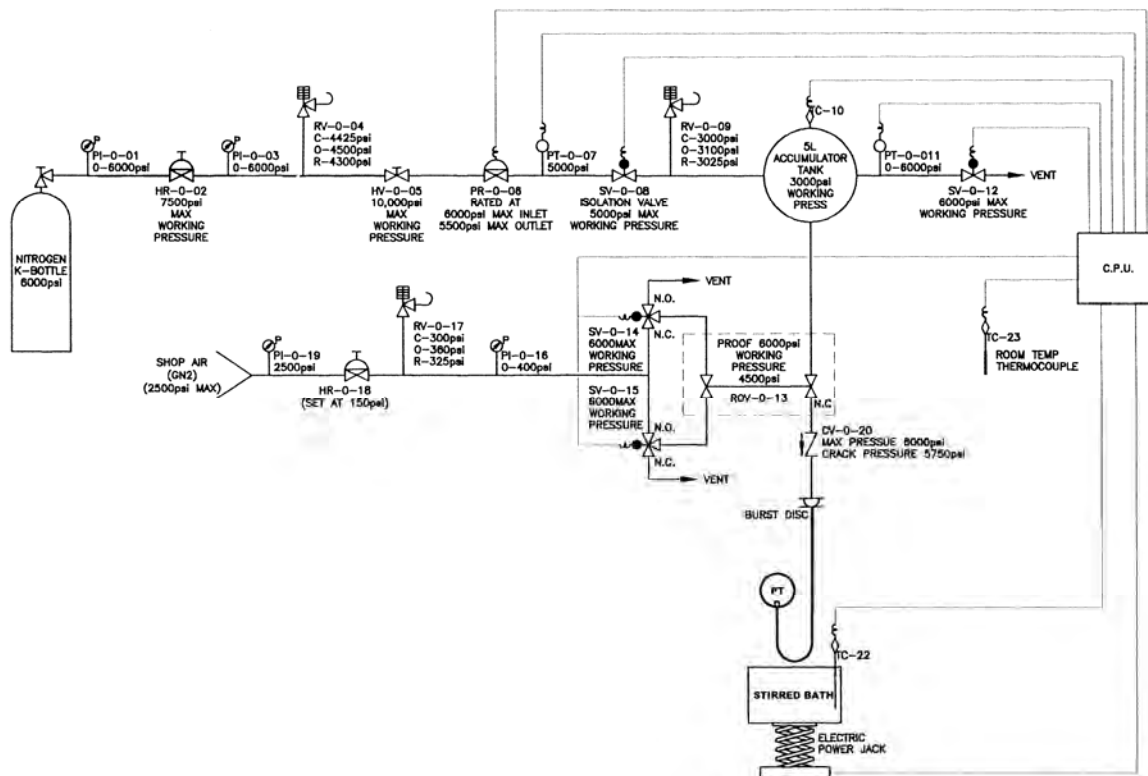 P
PI-0-01
0-6000psi
HR-0-02
7500psi
MAX
WORKING
PRESSURE
P
PI-0-03
0-6000psi
RV-0-04
C-4425psi
O-4500psi
R-4300psi
HV-0-05
10,000psi
MAX
WORKING
PRESSURE
PR-0-06
RATED AT
6000psi MAX INLET
5500psi MAX OUTLET
PT-0-07
5000psi
SV-0-08
ISOLATION VALVE
5000psi MAX
WORKING PRESSURE
RV-0-09
C-3000psi
O-3100psi
R-3025psi
TC-10
5L
ACCUMULATOR
TANK
3000psi
WORKING
PRESS
PT-0-011
0-6000psi
SV-0-12
6000psi MAX
WORKING PRESSURE
VENT
NITROGEN
K-BOTTLE
6000psi
C.P.U.
SHOP AIR
(GN2)
(2500psi MAX)
P
PI-0-19
2500psi
HR-0-18
(SET AT 150psi)
RV-0-17
C-300psi
O-360psi
R-325psi
P
PI-0-16
0-400psi
VENT
N.O.
N.C.
SV-0-14
6000MAX
WORKING
PRESSURE
SV-0-15
6000MAX
WORKING
PRESSURE
N.O.
N.C.
VENT
PROOF 6000psi
WORKING
PRESSURE
4500psi
ROV-0-13
N.C
TC-23
ROOM TEMP
THERMOCOUPLE
CV-0-20
MAX PRESSUE 6000psi
CRACK PRESSURE 5750psi
BURST DISC
PT
TC-22
STIRRED BATH
ELECTRIC
POWER JACK